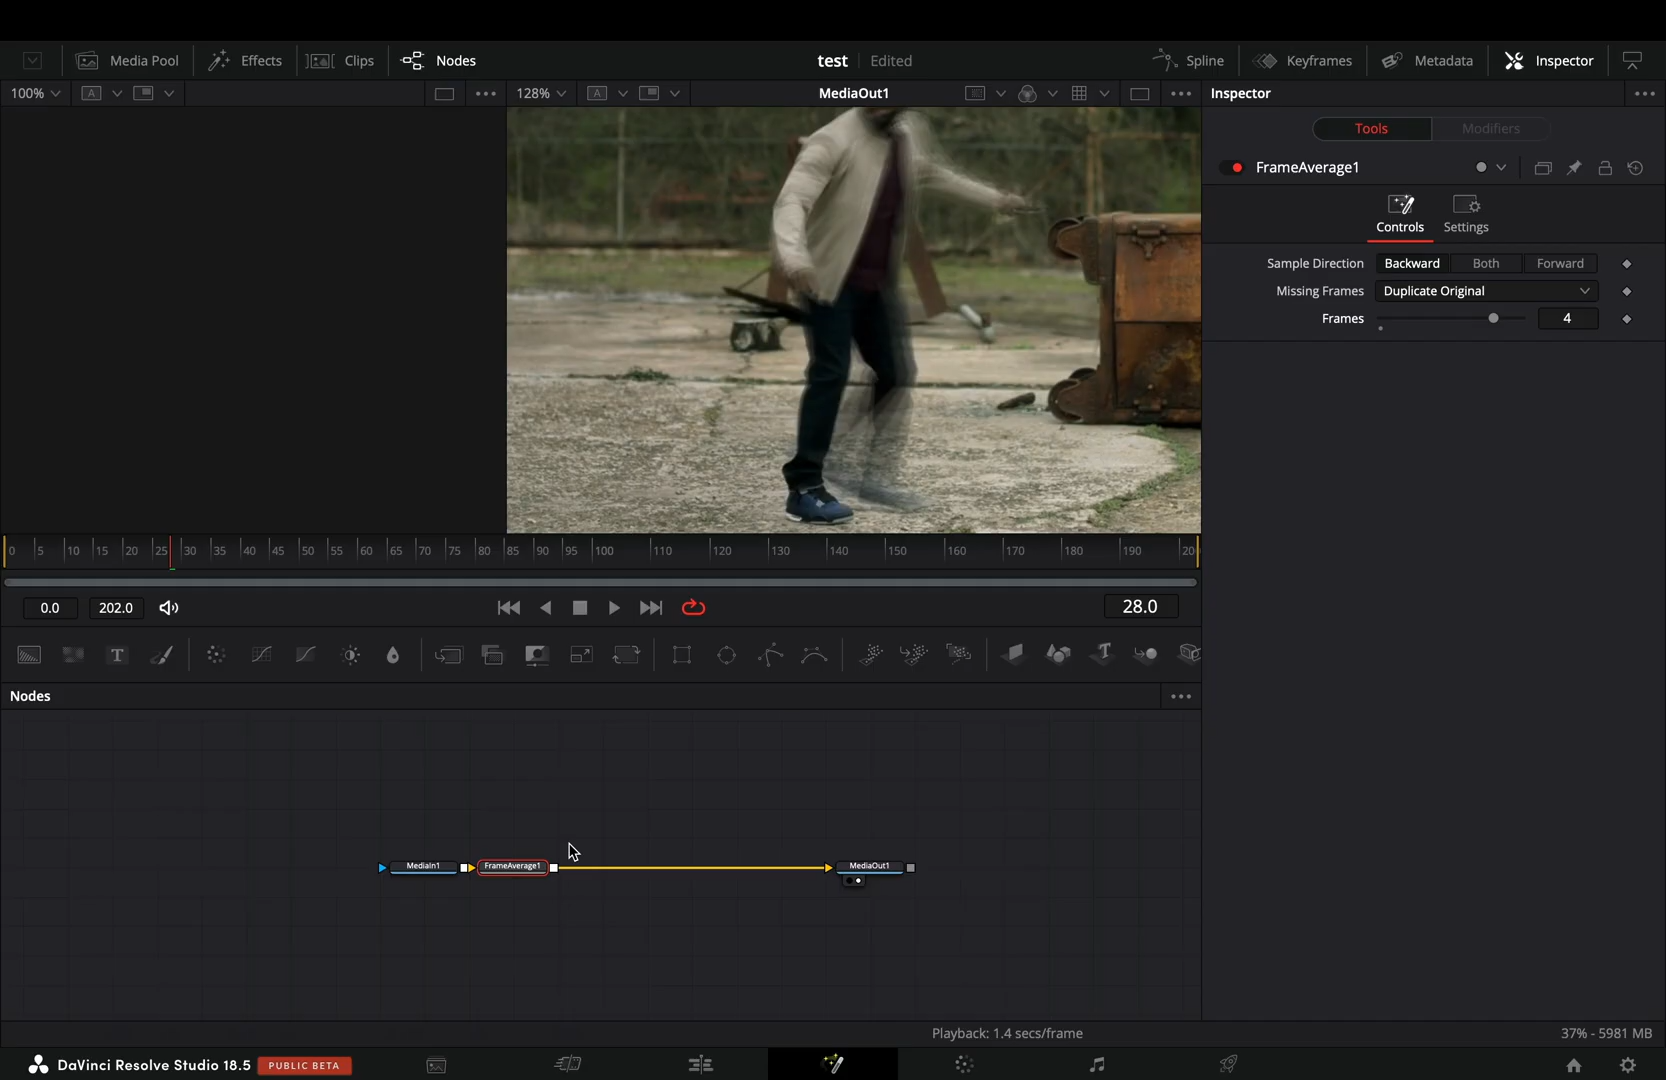 Media Pool Effects Clips Nodes test Edited Spline Keyframes Metadata Inspector
100% A 128% A MediaOut1 Inspector
Tools Modifiers
FrameAverage1
Controls Settings
Sample Direction Backward Both Forward
Missing Frames Duplicate Original
Frames 4
0 5 10 15 20 25 30 35 40 45 50 55 60 65 70 75 80 85 90 95 100 110 120 130 140 150 160 170 180 190 20
0.0 202.0 28.0
T T
Nodes
MediaIn1 FrameAverage1 MediaOut1
Playback: 1.4 secs/frame 37% - 5981 MB
DaVinci Resolve Studio 18.5 PUBLIC BETA